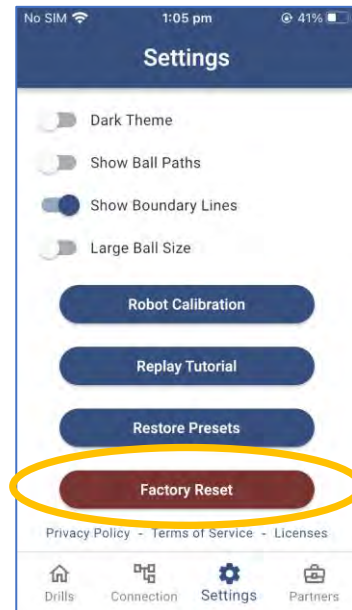 No SIM 1:05 pm 41%
Settings
Dark Theme
Show Ball Paths
Show Boundary Lines
Large Ball Size
Robot Calibration
Replay Tutorial
Restore Presets
Factory Reset
Privacy Policy - Terms of Service - Licenses
Drills Connection Settings Partners